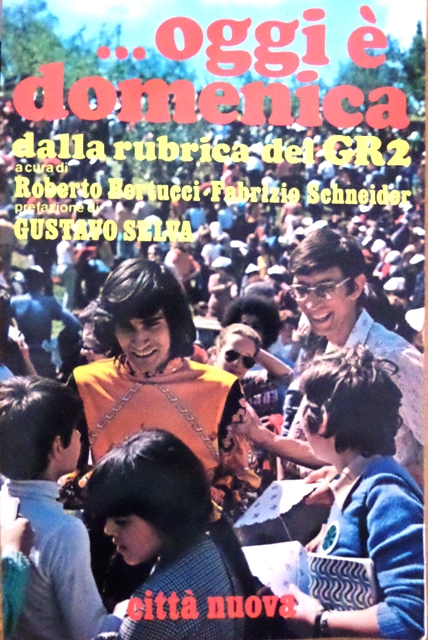 ...oggi è
domenica
dalla rubrica del GR2
a cura di
Roberto Bertucci - Fabrizio Schneider
prefazione di
GUSTAVO SELVA
città nuova